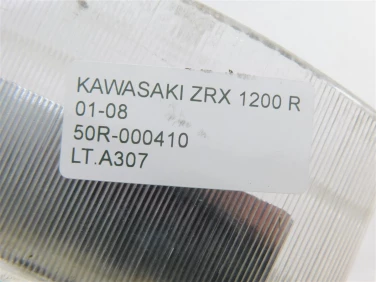 KAWASAKI ZRX 1200 R
01-08
50R-000410
LT.A307